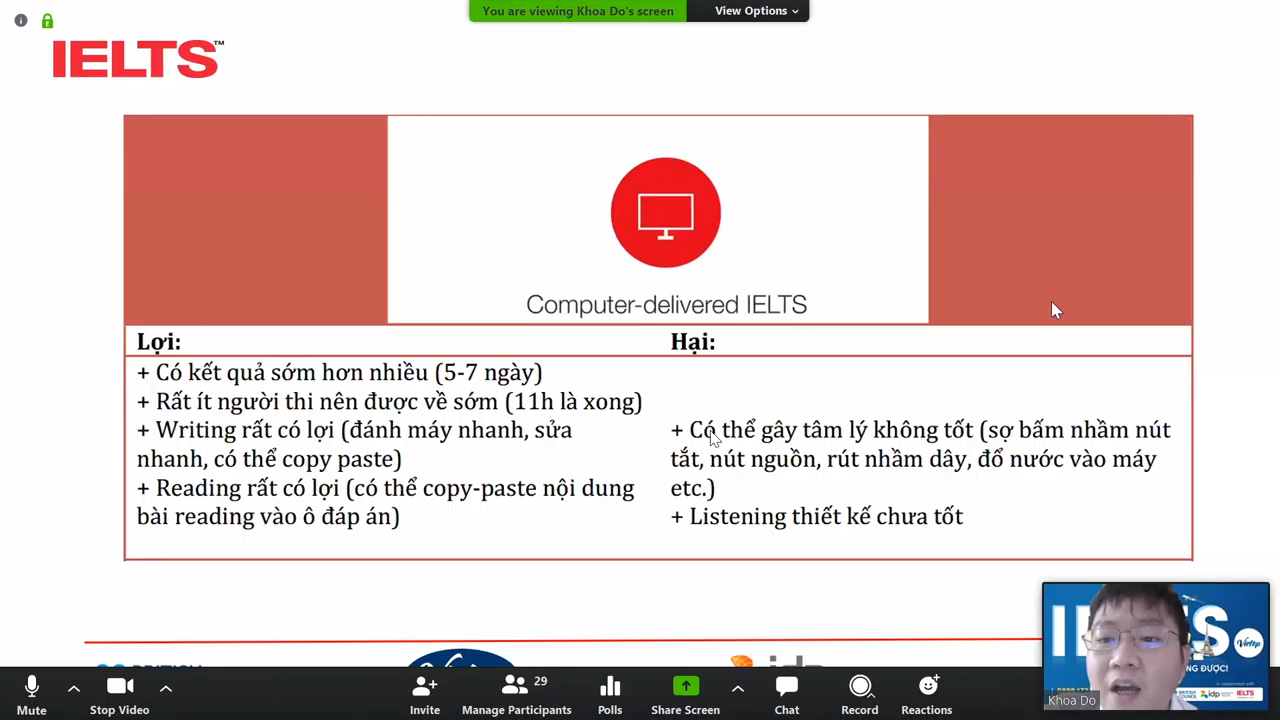 You are viewing Khoa Do's screen
View Options
IELTS™
Computer-delivered IELTS
Lợi:
Hại:
+ Có kết quả sớm hơn nhiều (5-7 ngày)
+ Rất ít người thi nên được về sớm (11h là xong)
+ Writing rất có lợi (đánh máy nhanh, sửa
nhanh, có thể copy paste)
+ Reading rất có lợi (có thể copy-paste nội dung
bài reading vào ô đáp án)
+ Có thể gây tâm lý không tốt (sợ bấm nhầm nút
tắt, nút nguồn, rút nhầm dây, đổ nước vào máy
etc.)
+ Listening thiết kế chưa tốt
idp
Khoa Do
Mute
Stop Video
Invite
29
Manage Participants
Polls
Share Screen
Chat
Record
Reactions